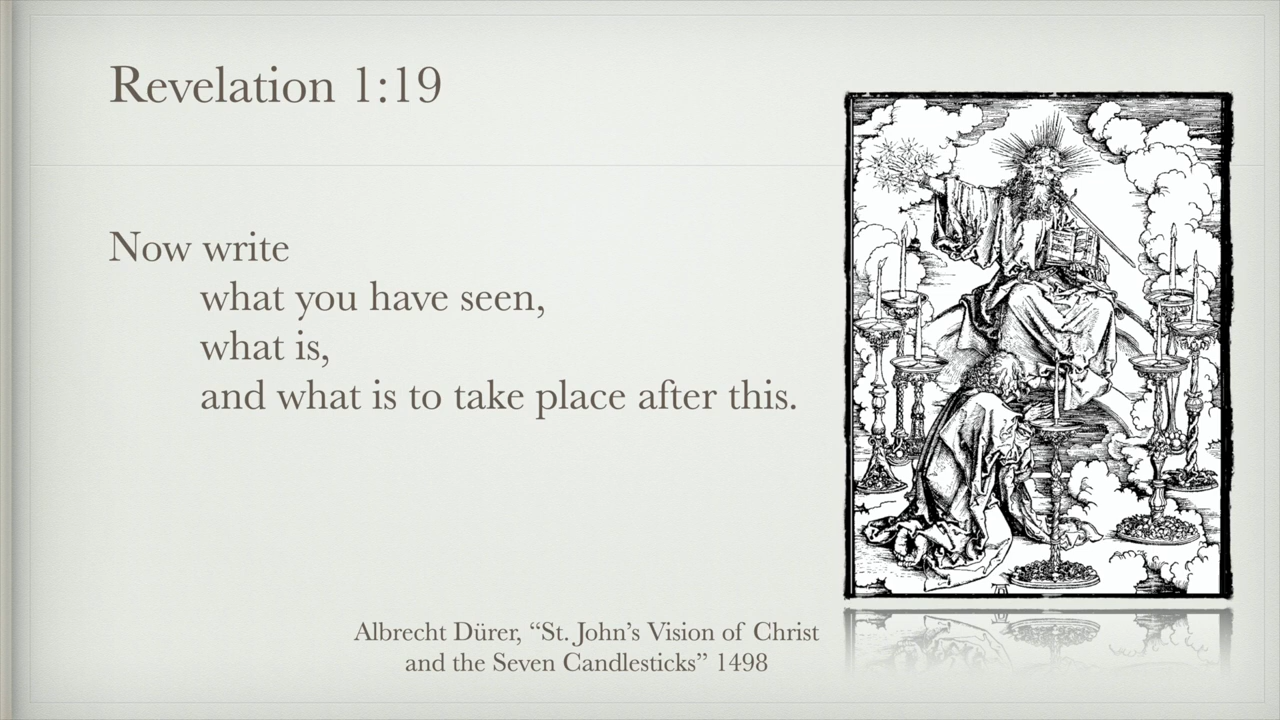 Revelation 1:19
Now write
what you have seen,
what is,
and what is to take place after this.
Albrecht Dürer, “St. John’s Vision of Christ
and the Seven Candlesticks” 1498